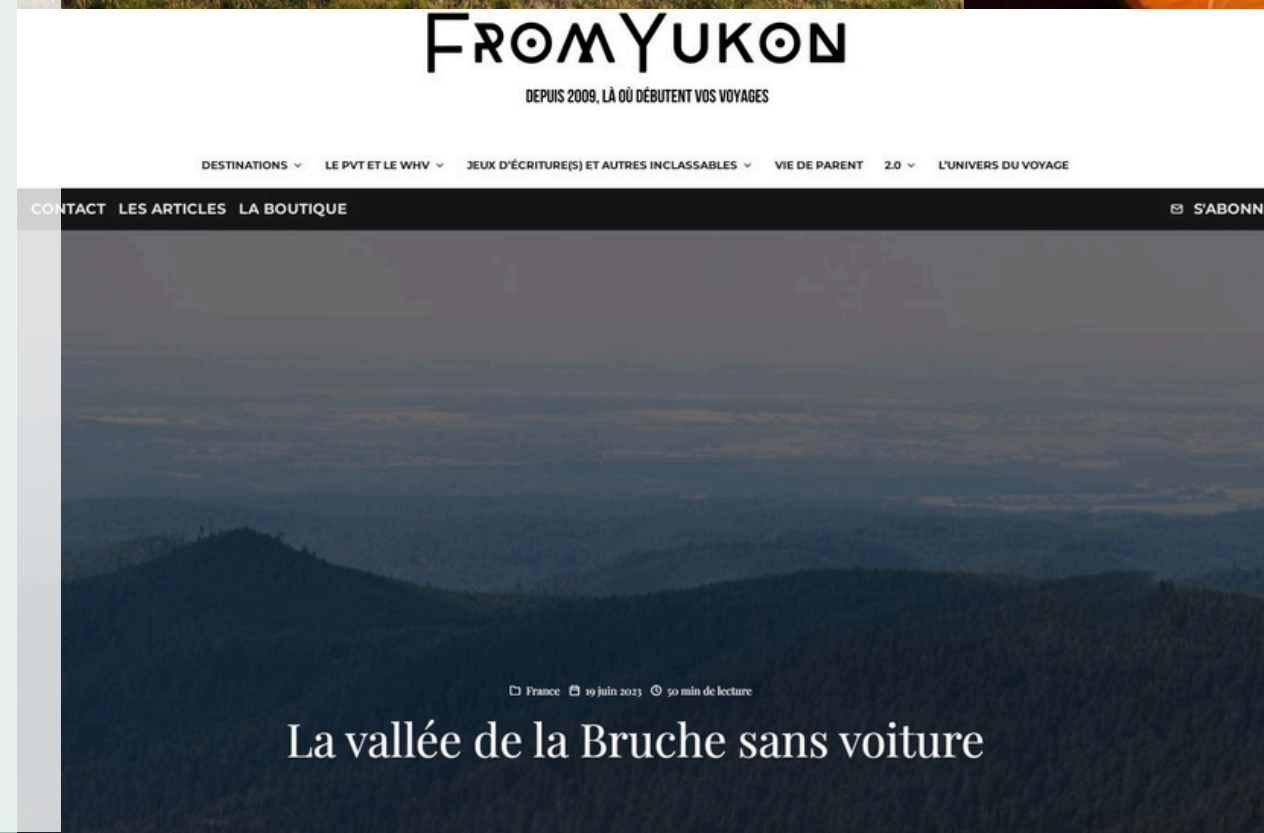 FROMYUKON
DEPUIS 2009, LÀ OÙ DÉBUTENT VOS VOYAGES
DESTINATIONS LE PVT ET LE WHV JEUX D'ÉCRITURE(S) ET AUTRES INCLASSABLES VIE DE PARENT 2.0 L'UNIVERS DU VOYAGE
CONTACT LES ARTICLES LA BOUTIQUE S'ABONN
France 19 juin 2023 50 min de lecture
La vallée de la Bruche sans voiture